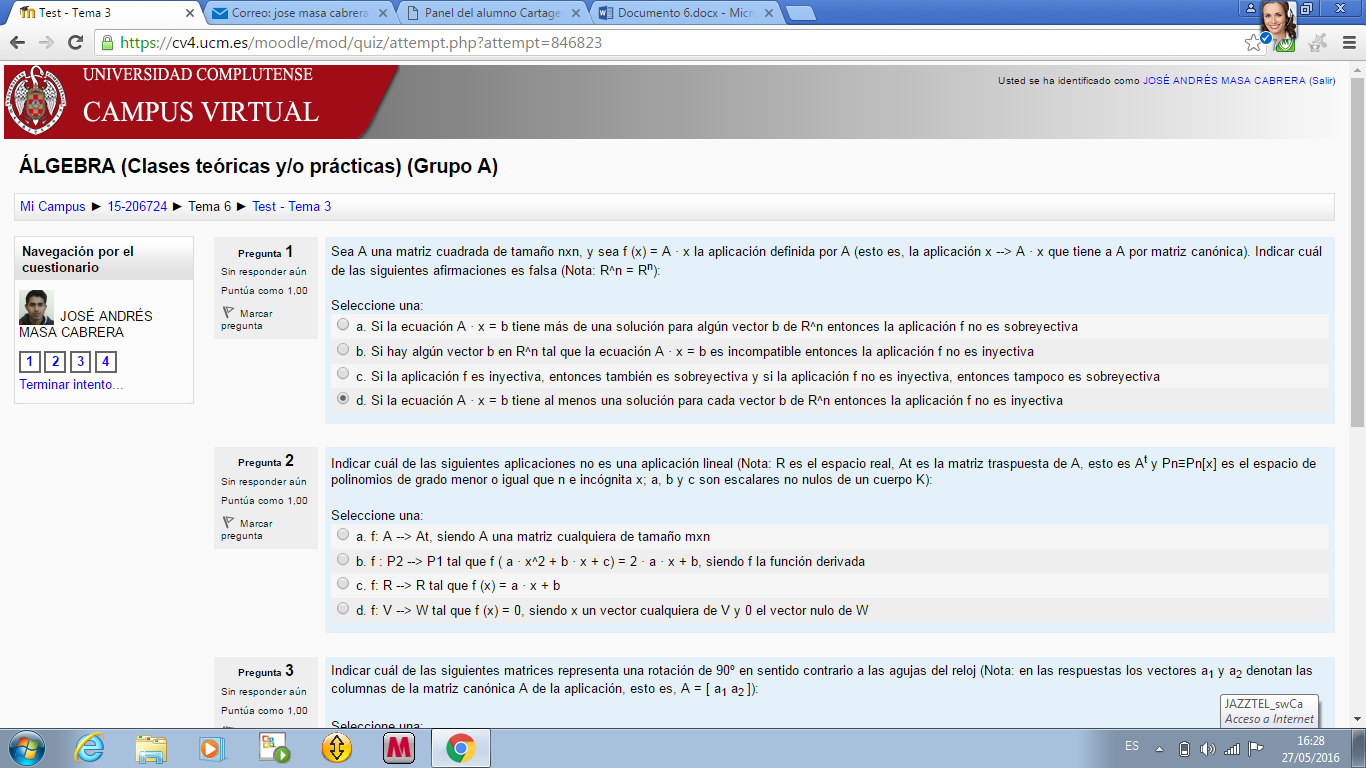 Test - Tema 3
Correo: jose masa cabrera
Panel del alumno Cartage
Documento 6.docx - Micr
https://cv4.ucm.es/moodle/mod/quiz/attempt.php?attempt=846823
UNIVERSIDAD COMPLUTENSE
CAMPUS VIRTUAL
Usted se ha identificado como JOSÉ ANDRÉS MASA CABRERA (Salir)
ÁLGEBRA (Clases teóricas y/o prácticas) (Grupo A)
Mi Campus ► 15-206724 ► Tema 6 ► Test - Tema 3
Navegación por el
cuestionario
JOSÉ ANDRÉS
MASA CABRERA
1 2 3 4
Terminar intento...
Pregunta 1
Sin responder aún
Puntúa como 1,00
Marcar
pregunta
Sea A una matriz cuadrada de tamaño nxn, y sea f (x) = A · x la aplicación definida por A (esto es, la aplicación x --> A · x que tiene a A por matriz canónica). Indicar cuál
de las siguientes afirmaciones es falsa (Nota: R^n = Rⁿ):
Seleccione una:
a. Si la ecuación A · x = b tiene más de una solución para algún vector b de R^n entonces la aplicación f no es sobreyectiva
b. Si hay algún vector b en R^n tal que la ecuación A · x = b es incompatible entonces la aplicación f no es inyectiva
c. Si la aplicación f es inyectiva, entonces también es sobreyectiva y si la aplicación f no es inyectiva, entonces tampoco es sobreyectiva
d. Si la ecuación A · x = b tiene al menos una solución para cada vector b de R^n entonces la aplicación f no es inyectiva
Pregunta 2
Sin responder aún
Puntúa como 1,00
Marcar
pregunta
Indicar cuál de las siguientes aplicaciones no es una aplicación lineal (Nota: R es el espacio real, At es la matriz traspuesta de A, esto es Aᵗ y Pn≡Pn[x] es el espacio de
polinomios de grado menor o igual que n e incógnita x; a, b y c son escalares no nulos de un cuerpo K):
Seleccione una:
a. f: A --> At, siendo A una matriz cualquiera de tamaño mxn
b. f : P2 --> P1 tal que f ( a · x^2 + b · x + c) = 2 · a · x + b, siendo f la función derivada
c. f: R --> R tal que f (x) = a · x + b
d. f: V --> W tal que f (x) = 0, siendo x un vector cualquiera de V y 0 el vector nulo de W
Pregunta 3
Sin responder aún
Puntúa como 1,00
Indicar cuál de las siguientes matrices representa una rotación de 90º en sentido contrario a las agujas del reloj (Nota: en las respuestas los vectores a₁ y a₂ denotan las
columnas de la matriz canónica A de la aplicación, esto es, A = [ a₁ a₂ ]):
Seleccione una:
JAZZTEL_swCa
Acceso a Internet
ES
16:28
27/05/2016